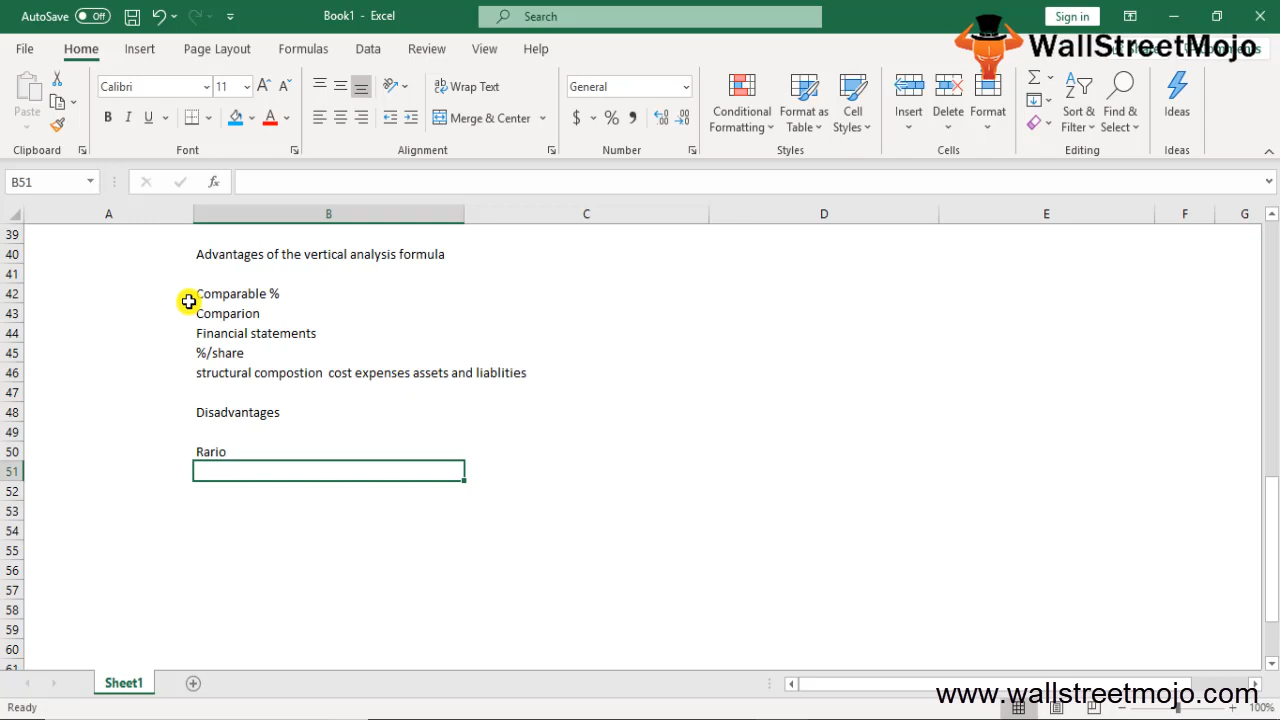 AutoSave Off Book1 - Excel Search Sign in
WallStreetMojo
File Home Insert Page Layout Formulas Data Review View Help
Paste Calibri 11 Wrap Text General Conditional Formatting Format as Table Cell Styles Insert Delete Format Sort & Filter Find & Select Ideas
B I U A Merge & Center $ % ,
Clipboard Font Alignment Number Styles Cells Editing Ideas
B51 fx
A B C D E F G
39
40 Advantages of the vertical analysis formula
41
42 Comparable %
43 Comparion
44 Financial statements
45 %/share
46 structural compostion cost expenses assets and liablities
47
48 Disadvantages
49
50 Rario
51
52
53
54
55
56
57
58
59
60
61
Sheet1
www.wallstreetmojo.com
Ready 100%